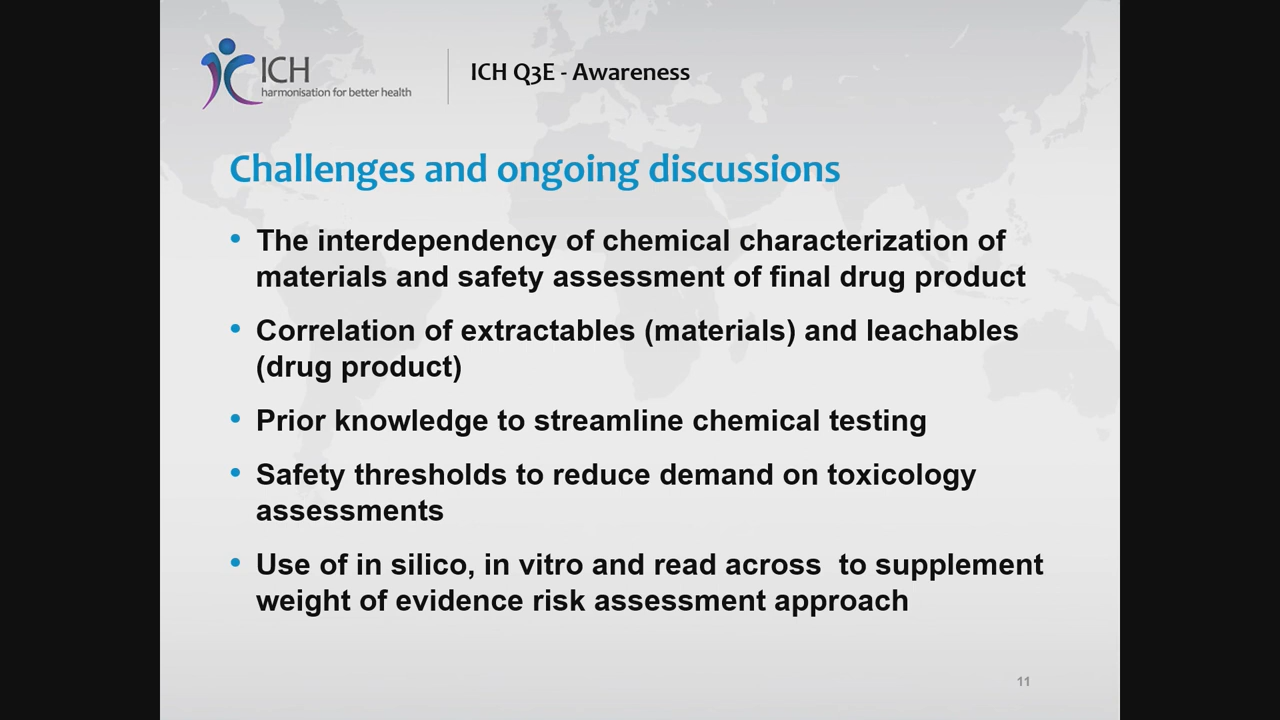 ICH
harmonisation for better health
ICH Q3E - Awareness
Challenges and ongoing discussions
• The interdependency of chemical characterization of
materials and safety assessment of final drug product
• Correlation of extractables (materials) and leachables
(drug product)
• Prior knowledge to streamline chemical testing
• Safety thresholds to reduce demand on toxicology
assessments
• Use of in silico, in vitro and read across  to supplement
weight of evidence risk assessment approach
11